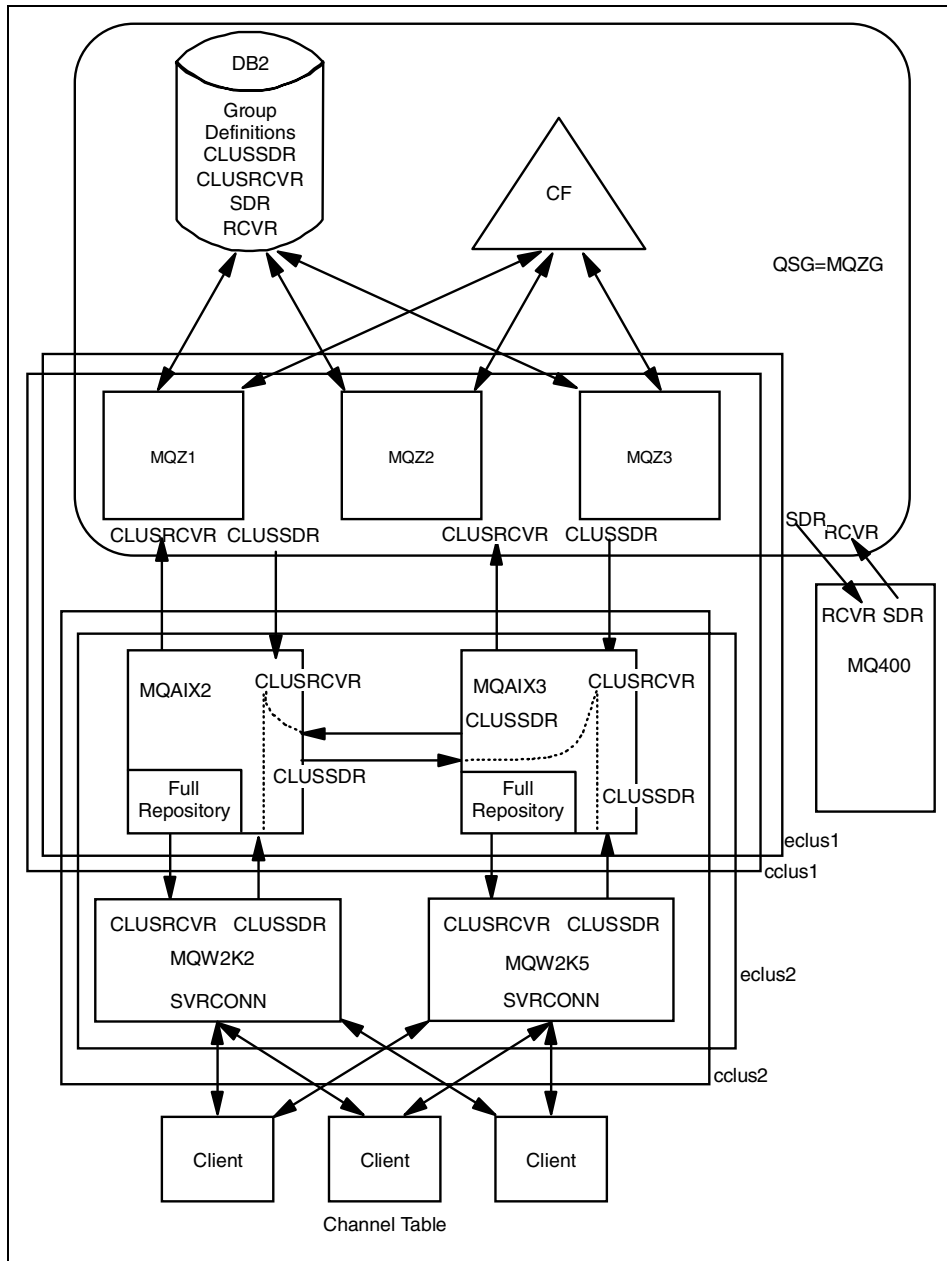 DB2
Group
Definitions
CLUSSDR
CLUSRCVR
SDR
RCVR
CF
QSG=MQZG
MQZ1
MQZ2
MQZ3
CLUSRCVR CLUSSDR
CLUSRCVR CLUSSDR
SDR
RCVR
RCVR SDR
MQ400
MQAIX2
CLUSRCVR
CLUSSDR
Full
Repository
MQAIX3
CLUSRCVR
CLUSSDR
CLUSSDR
Full
Repository
eclus1
cclus1
CLUSRCVR CLUSSDR
MQW2K2
SVRCONN
CLUSRCVR CLUSSDR
MQW2K5
SVRCONN
eclus2
cclus2
Client
Client
Client
Channel Table